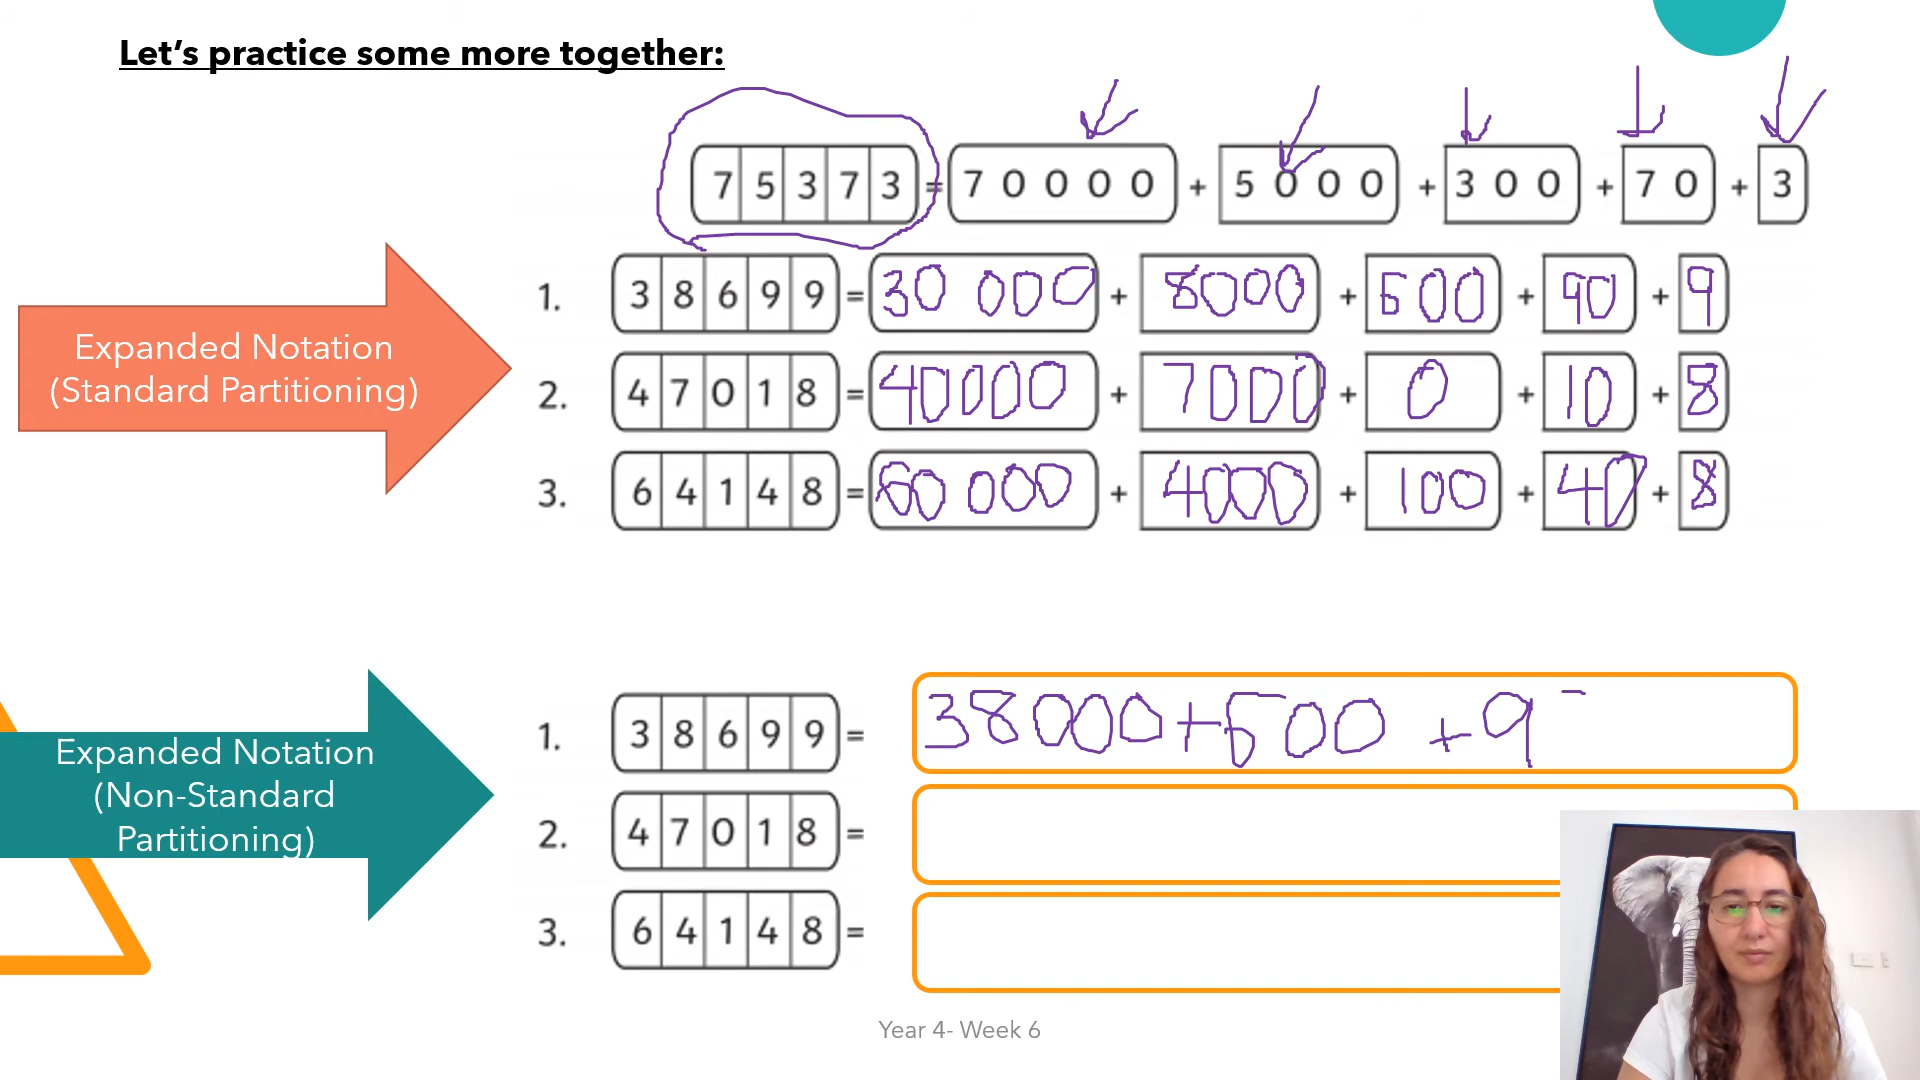 Let's practice some more together:
7 5 3 7 3 = 7 0 0 0 0 + 5 0 0 0 + 3 0 0 + 7 0 + 3
1. 3 8 6 9 9 = 30 000 + 8000 + 600 + 90 + 9
2. 4 7 0 1 8 = 40000 + 7000 + 0 + 10 + 8
3. 6 4 1 4 8 = 60 000 + 4000 + 100 + 40 + 8
Expanded Notation
(Standard Partitioning)
1. 3 8 6 9 9 = 38000 + 600 + 9
2. 4 7 0 1 8 =
3. 6 4 1 4 8 =
Expanded Notation
(Non-Standard
Partitioning)
Year 4- Week 6